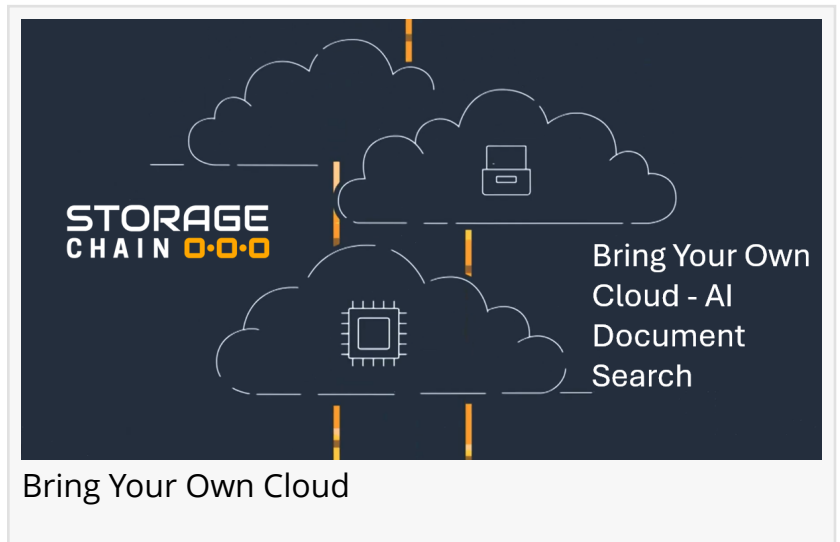 STORAGE
CHAIN
Bring Your Own
Cloud - AI
Document
Search
Bring Your Own Cloud